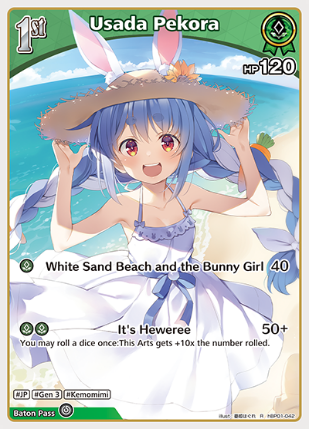 1st
Usada Pekora
HP120
White Sand Beach and the Bunny Girl 40
It's Heweree 50+
You may roll a dice once:This Arts gets +10x the number rolled.
#JP #Gen 3 #Kemomimi
Baton Pass
R hBP01-042